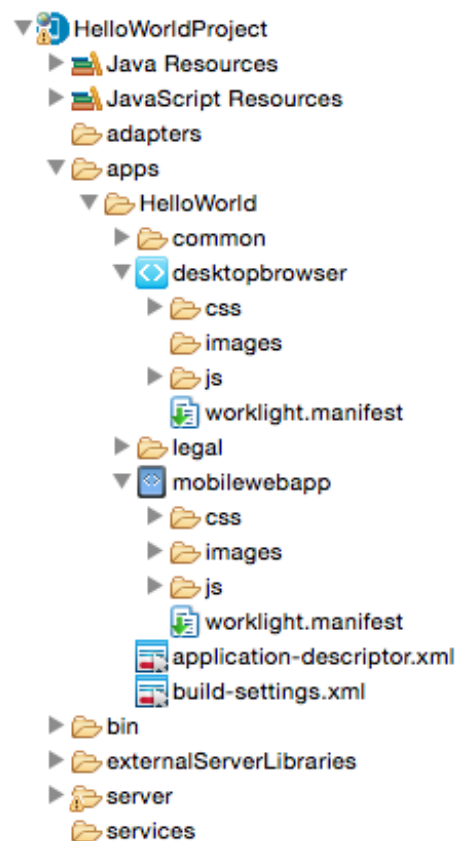 HelloWorldProject
Java Resources
JavaScript Resources
adapters
apps
HelloWorld
common
desktopbrowser
css
images
js
worklight.manifest
legal
mobilewebapp
css
images
js
worklight.manifest
application-descriptor.xml
build-settings.xml
bin
externalServerLibraries
server
services